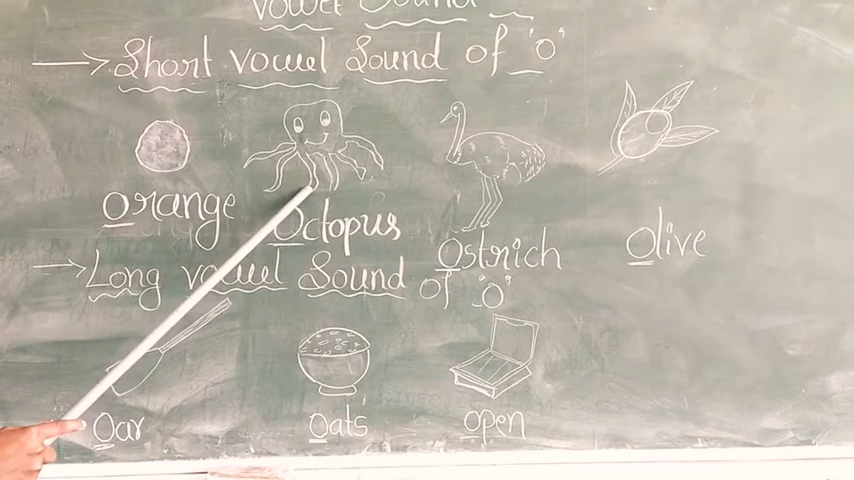 Vowel Sound
→ Short vowel Sound of 'o'
orange Octopus Ostrich Olive
→ Long vowel Sound of "o"
Oar Oats open